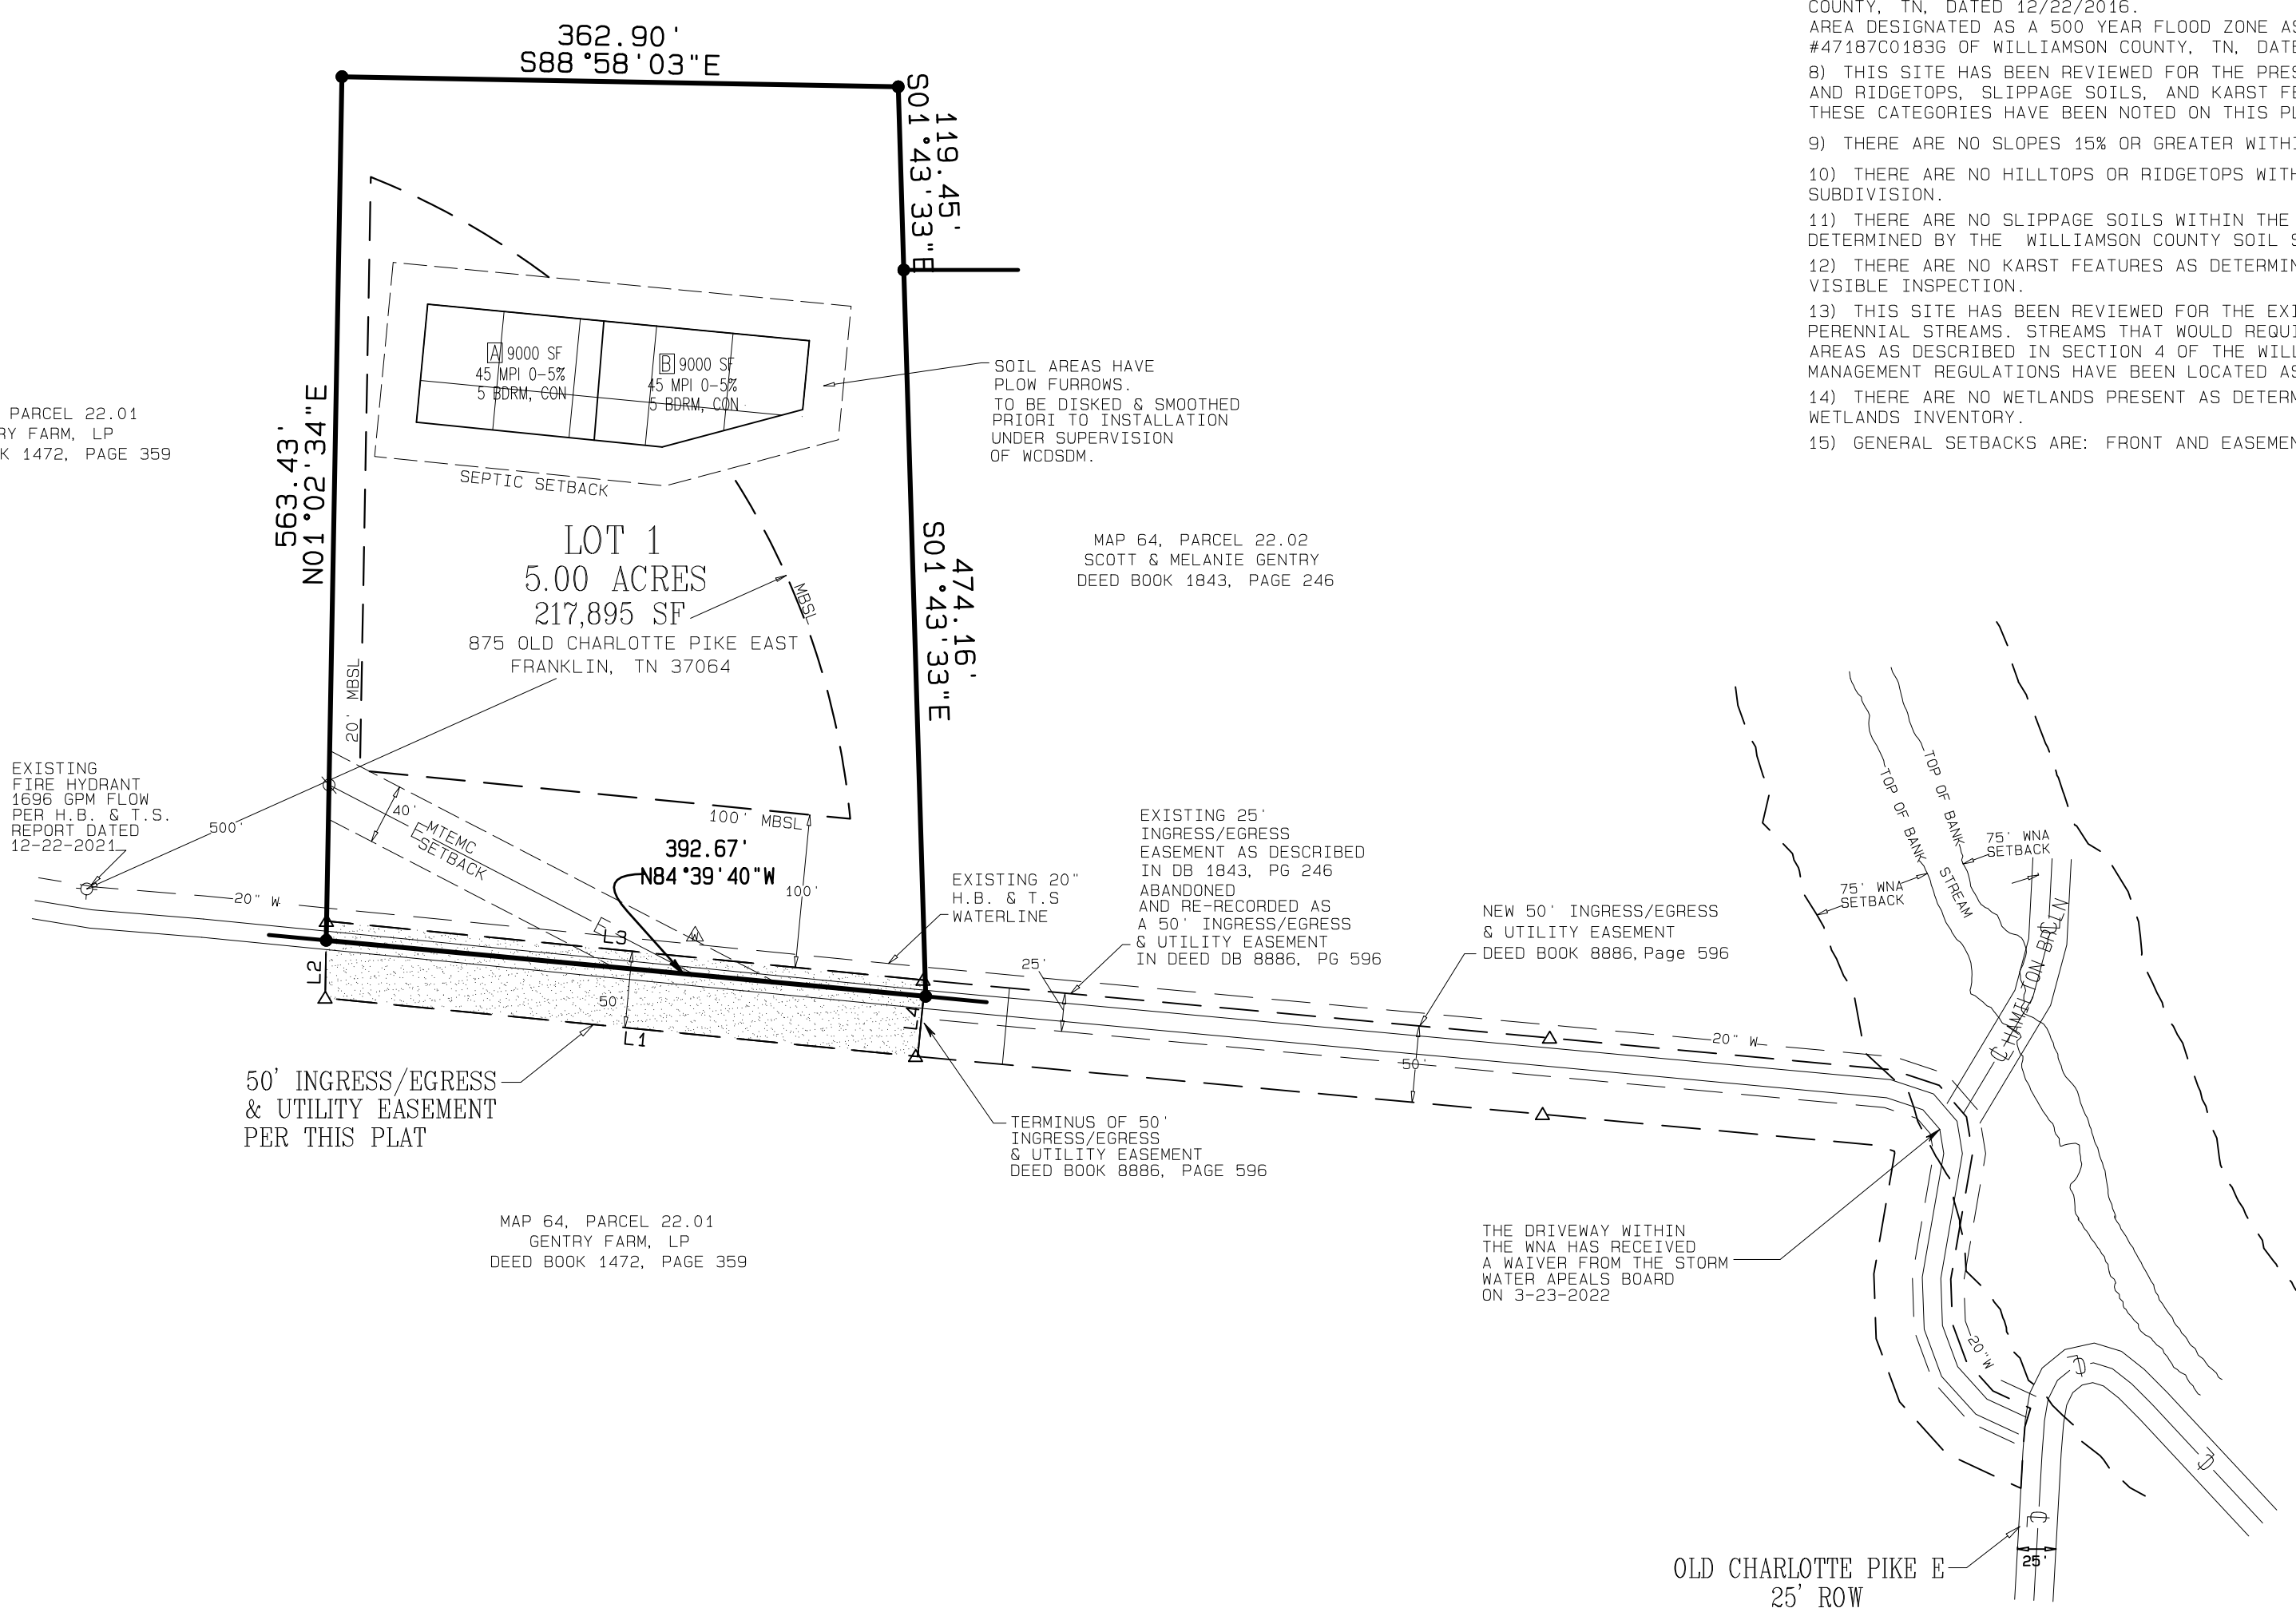 COUNTY, TN, DATED 12/22/2016.
AREA DESIGNATED AS A 500 YEAR FLOOD ZONE
#47187C0183G OF WILLIAMSON COUNTY, TN,
8) THIS SITE HAS BEEN REVIEWED FOR THE
AND RIDGETOPS, SLIPPAGE SOILS, AND KARST
THESE CATEGORIES HAVE BEEN NOTED ON THIS
9) THERE ARE NO SLOPES 15% OR GREATER
10) THERE ARE NO HILLTOPS OR RIDGETOPS
SUBDIVISION.
11) THERE ARE NO SLIPPAGE SOILS WITHIN THE
DETERMINED BY THE WILLIAMSON COUNTY SOIL
12) THERE ARE NO KARST FEATURES AS
VISIBLE INSPECTION.
13) THIS SITE HAS BEEN REVIEWED FOR THE
PERENNIAL STREAMS. STREAMS THAT WOULD
AREAS AS DESCRIBED IN SECTION 4 OF THE
MANAGEMENT REGULATIONS HAVE BEEN LOCATED
14) THERE ARE NO WETLANDS PRESENT AS
WETLANDS INVENTORY.
15) GENERAL SETBACKS ARE: FRONT AND
362.90'
S88°58'03"E
119.45'
S01°43'33"E
563.43'
N01°02'34"E
474.16'
S01°43'33"E
A 9000 SF
45 MPI 0-5%
5 BDRM, CON
B 9000 SF
45 MPI 0-5%
5 BDRM, CON
SEPTIC SETBACK
SOIL AREAS HAVE
PLOW FURROWS.
TO BE DISKED & SMOOTHED
PRIORI TO INSTALLATION
UNDER SUPERVISION
OF WCDSDM.
PARCEL 22.01
FARM, LP
1472, PAGE 359
LOT 1
5.00 ACRES
217,895 SF
875 OLD CHARLOTTE PIKE EAST
FRANKLIN, TN 37064
MBSL
MAP 64, PARCEL 22.02
SCOTT & MELANIE GENTRY
DEED BOOK 1843, PAGE 246
20' MBSL
100' MBSL
EXISTING
FIRE HYDRANT
1696 GPM FLOW
PER H.B. & T.S.
REPORT DATED
12-22-2021
500'
40'
E
MTEMC
SETBACK
E
392.67'
N84°39'40"W
100'
20" W
W
L3
L2
50'
L1
L4
EXISTING 20"
H.B. & T.S
WATERLINE
EXISTING 25'
INGRESS/EGRESS
EASEMENT AS DESCRIBED
IN DB 1843, PG 246
ABANDONED
AND RE-RECORDED AS
A 50' INGRESS/EGRESS
& UTILITY EASEMENT
IN DEED DB 8886, PG 596
25'
NEW 50' INGRESS/EGRESS
& UTILITY EASEMENT
DEED BOOK 8886, Page 596
50'
20" W
50' INGRESS/EGRESS
& UTILITY EASEMENT
PER THIS PLAT
TERMINUS OF 50'
INGRESS/EGRESS
& UTILITY EASEMENT
DEED BOOK 8886, PAGE 596
MAP 64, PARCEL 22.01
GENTRY FARM, LP
DEED BOOK 1472, PAGE 359
TOP OF BANK
TOP OF BANK
STREAM
75' WNA
SETBACK
75' WNA
SETBACK
HAMILTON
LN
THE DRIVEWAY WITHIN
THE WNA HAS RECEIVED
A WAIVER FROM THE STORM
WATER APEALS BOARD
ON 3-23-2022
20"W
OLD CHARLOTTE PIKE E
25' ROW
25'